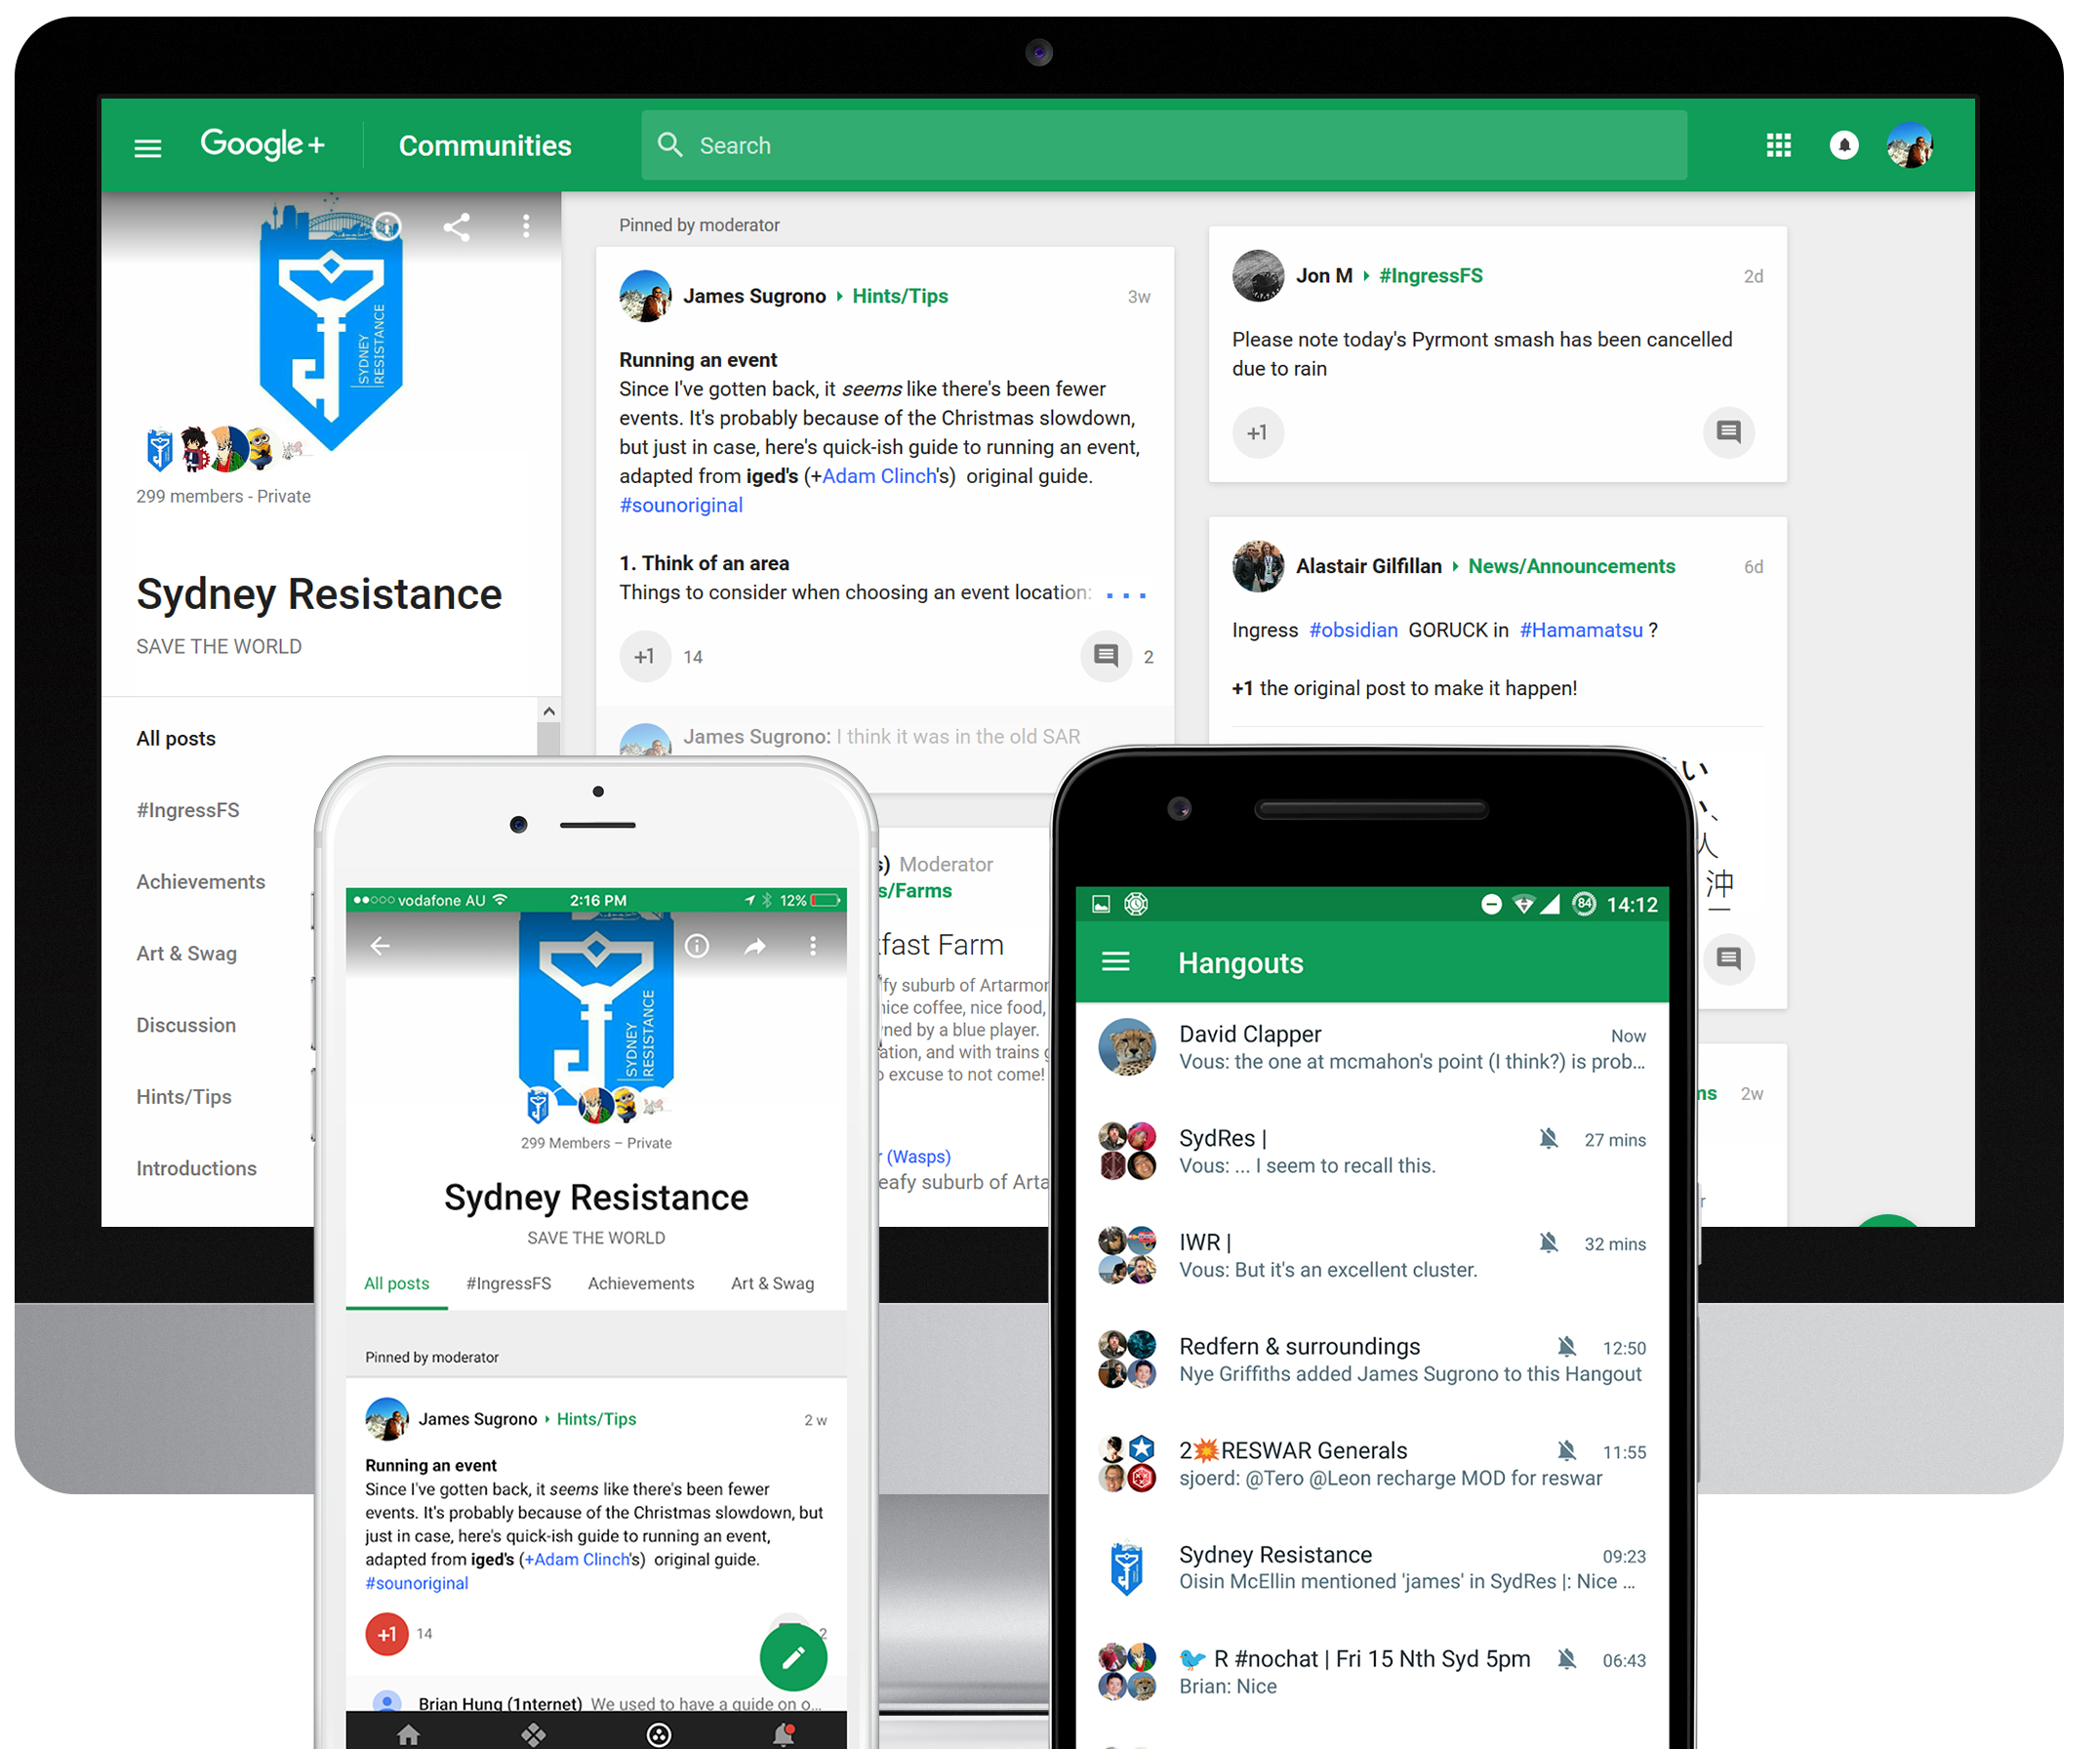 Google+
Communities
Search
SYDNEY
RESISTANCE
299 members - Private
Sydney Resistance
SAVE THE WORLD
All posts
#IngressFS
Achievements
Art & Swag
Discussion
Hints/Tips
Introductions
Pinned by moderator
James Sugrono Hints/Tips 3w
Running an event
Since I've gotten back, it seems like there's been fewer
events. It's probably because of the Christmas slowdown,
but just in case, here's quick-ish guide to running an event,
adapted from iged's (+Adam Clinch's) original guide.
#sounoriginal
1. Think of an area
Things to consider when choosing an event location: ...
+1 14 2
James Sugrono: I think it was in the old SAR
s) Moderator
s/Farms
fast Farm
fy suburb of Artarmon
nice coffee, nice food,
ned by a blue player.
ation, and with trains g
o excuse to not come!
r (Wasps)
eafy suburb of Arta
Jon M #IngressFS 2d
Please note today's Pyrmont smash has been cancelled
due to rain
+1
Alastair Gilfillan News/Announcements 6d
Ingress #obsidian GORUCK in #Hamamatsu ?
+1 the original post to make it happen!
い
、
人
沖
一
ns 2w
r
vodafone AU 2:16 PM 12%
SYDNEY
RESISTANCE
299 Members – Private
Sydney Resistance
SAVE THE WORLD
All posts #IngressFS Achievements Art & Swag
Pinned by moderator
James Sugrono Hints/Tips 2 w
Running an event
Since I've gotten back, it seems like there's been fewer
events. It's probably because of the Christmas slowdown, but
just in case, here's quick-ish guide to running an event,
adapted from iged's (+Adam Clinch's) original guide.
#sounoriginal
+1 14 2
Brian Hung (1nternet) We used to have a guide on o...
84 14:12
Hangouts
David Clapper Now
Vous: the one at mcmahon's point (I think?) is prob...
SydRes | 27 mins
Vous: ... I seem to recall this.
IWR | 32 mins
Vous: But it's an excellent cluster.
Redfern & surroundings 12:50
Nye Griffiths added James Sugrono to this Hangout
2💥RESWAR Generals 11:55
sjoerd: @Tero @Leon recharge MOD for reswar
Sydney Resistance 09:23
Oisin McEllin mentioned 'james' in SydRes |: Nice ...
🐦 R #nochat | Fri 15 Nth Syd 5pm 06:43
Brian: Nice